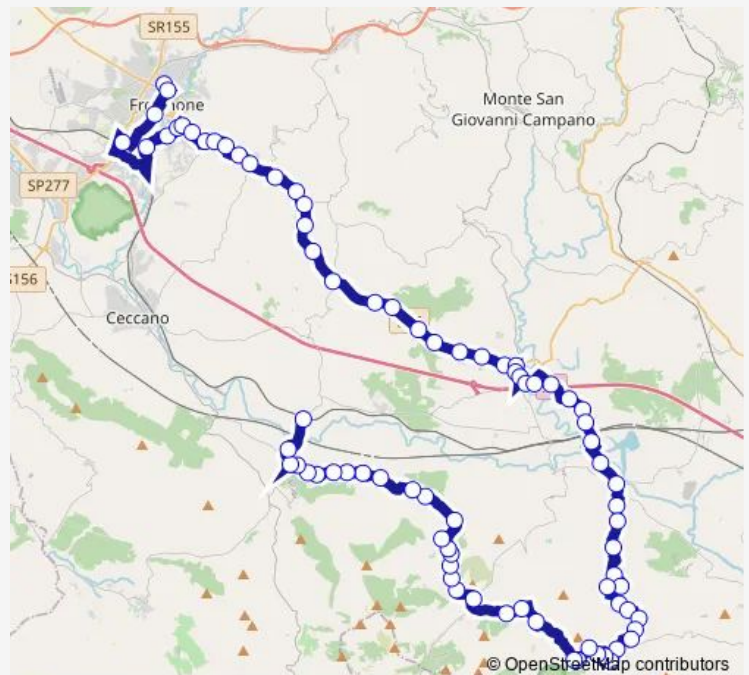 SR155
Monte San
Giovanni Campano
SP277
Ceccano
© OpenStreetMap contributors